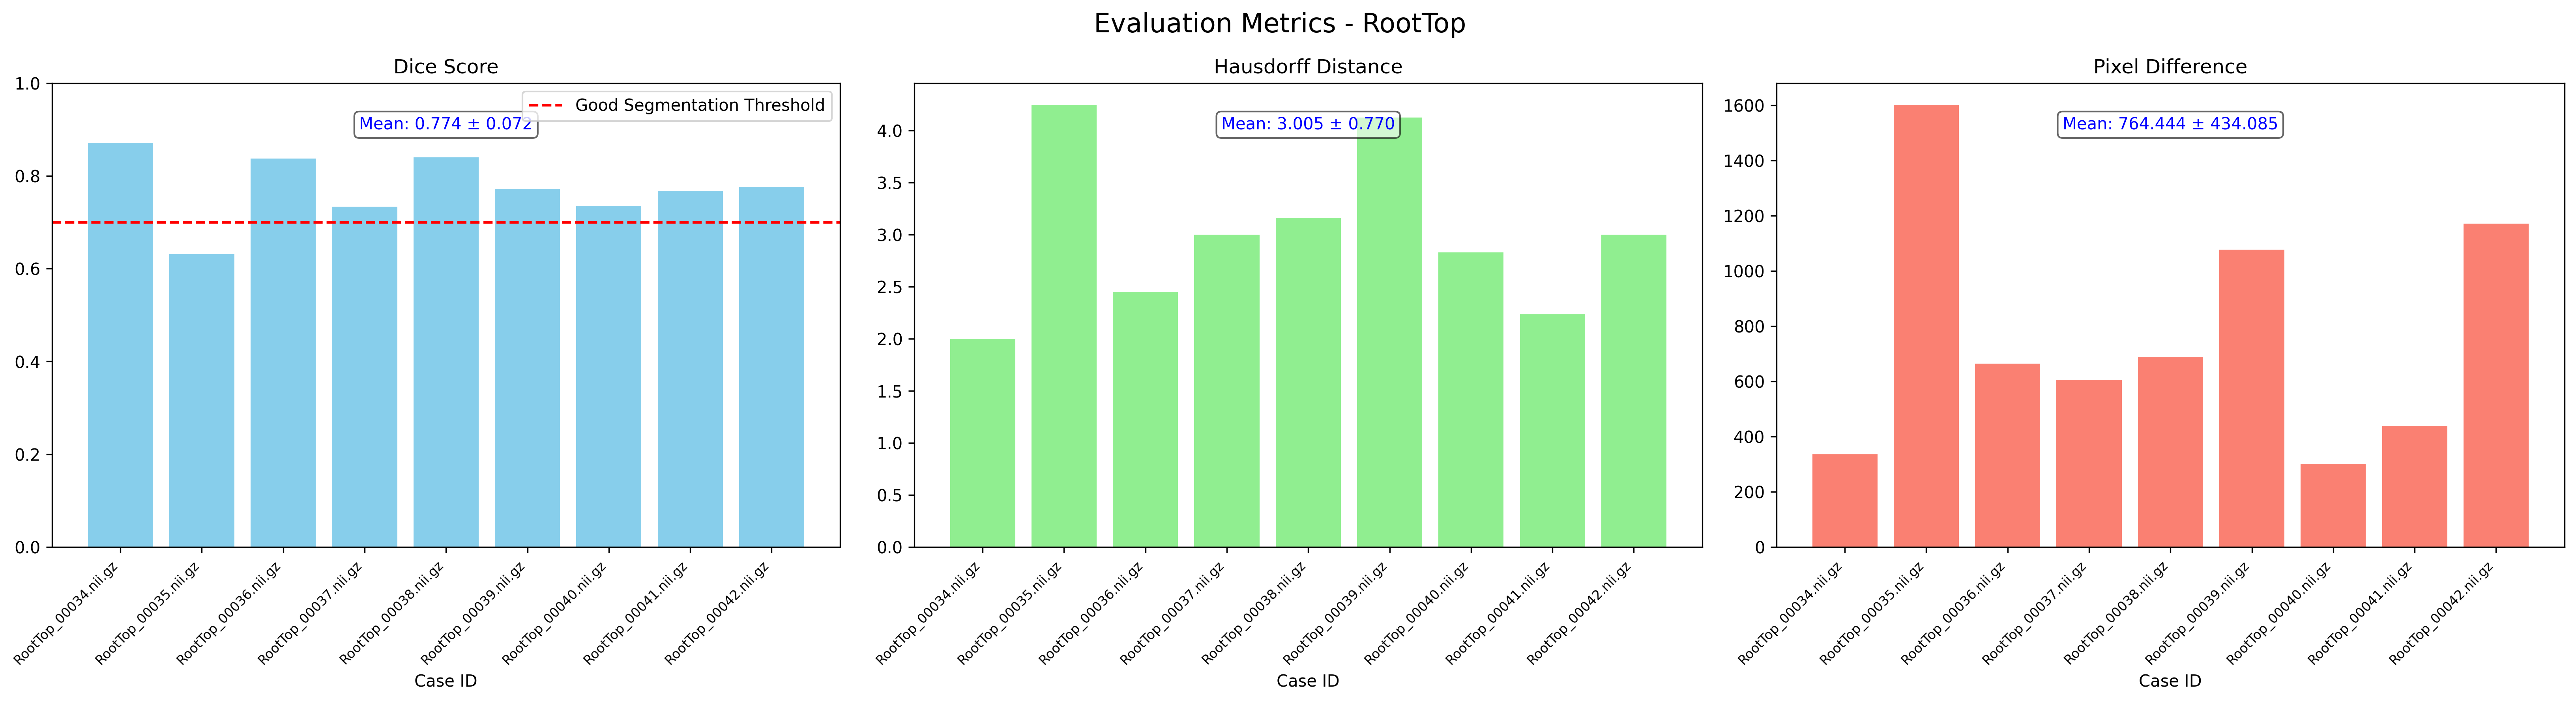 Evaluation Metrics - RootTop
Dice Score
1.0
0.8
0.6
0.4
0.2
0.0
Good Segmentation Threshold
Mean: 0.774 ± 0.072
RootTop_00034.nii.gz
RootTop_00035.nii.gz
RootTop_00036.nii.gz
RootTop_00037.nii.gz
RootTop_00038.nii.gz
RootTop_00039.nii.gz
RootTop_00040.nii.gz
RootTop_00041.nii.gz
RootTop_00042.nii.gz
Case ID
Hausdorff Distance
4.0
3.5
3.0
2.5
2.0
1.5
1.0
0.5
0.0
Mean: 3.005 ± 0.770
RootTop_00034.nii.gz
RootTop_00035.nii.gz
RootTop_00036.nii.gz
RootTop_00037.nii.gz
RootTop_00038.nii.gz
RootTop_00039.nii.gz
RootTop_00040.nii.gz
RootTop_00041.nii.gz
RootTop_00042.nii.gz
Case ID
Pixel Difference
1600
1400
1200
1000
800
600
400
200
0
Mean: 764.444 ± 434.085
RootTop_00034.nii.gz
RootTop_00035.nii.gz
RootTop_00036.nii.gz
RootTop_00037.nii.gz
RootTop_00038.nii.gz
RootTop_00039.nii.gz
RootTop_00040.nii.gz
RootTop_00041.nii.gz
RootTop_00042.nii.gz
Case ID